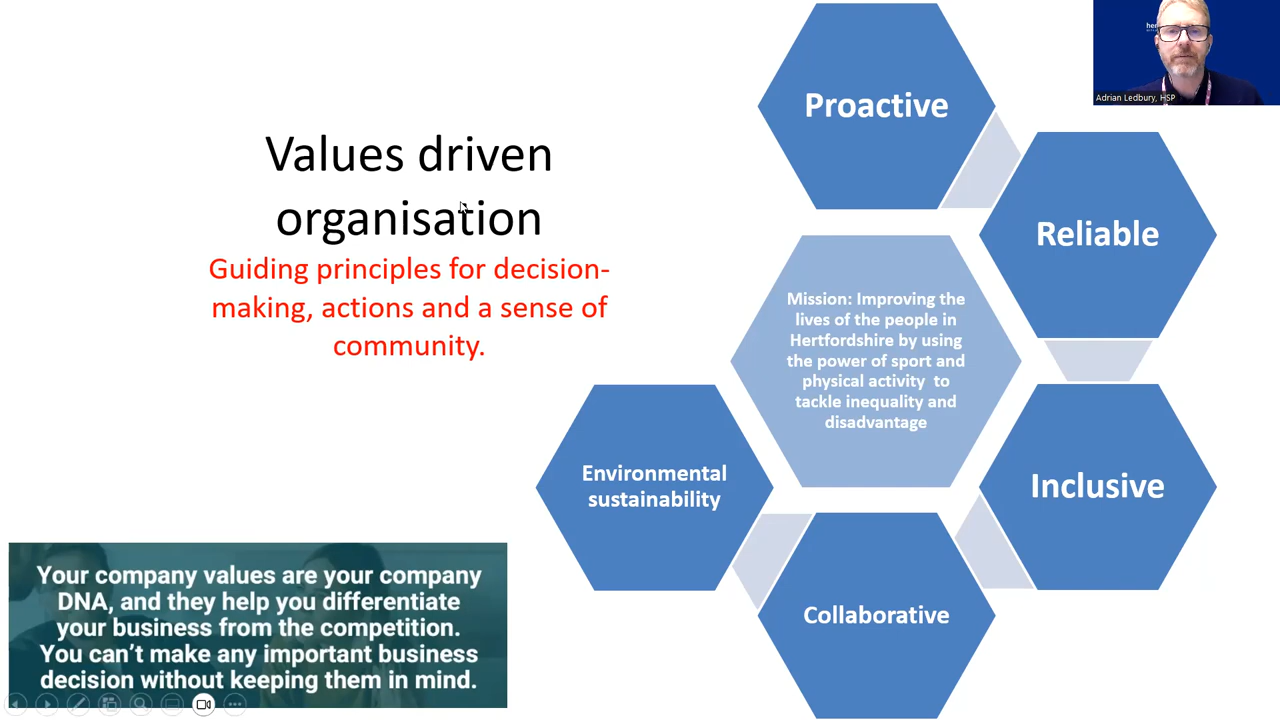 Values driven
organisation
Guiding principles for decision-
making, actions and a sense of
community.
Proactive
Reliable
Mission: Improving the
lives of the people in
Hertfordshire by using
the power of sport and
physical activity to
tackle inequality and
disadvantage
Inclusive
Collaborative
Environmental
sustainability
Your company values are your company
DNA, and they help you differentiate
your business from the competition.
You can't make any important business
decision without keeping them in mind.
Adrian Ledbury, HSP